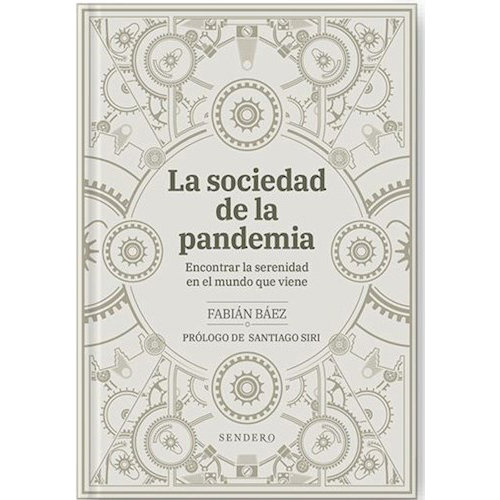 La sociedad
de la
pandemia
Encontrar la serenidad
en el mundo que viene
FABIÁN BÁEZ
PRÓLOGO DE SANTIAGO SIRI
SENDERO